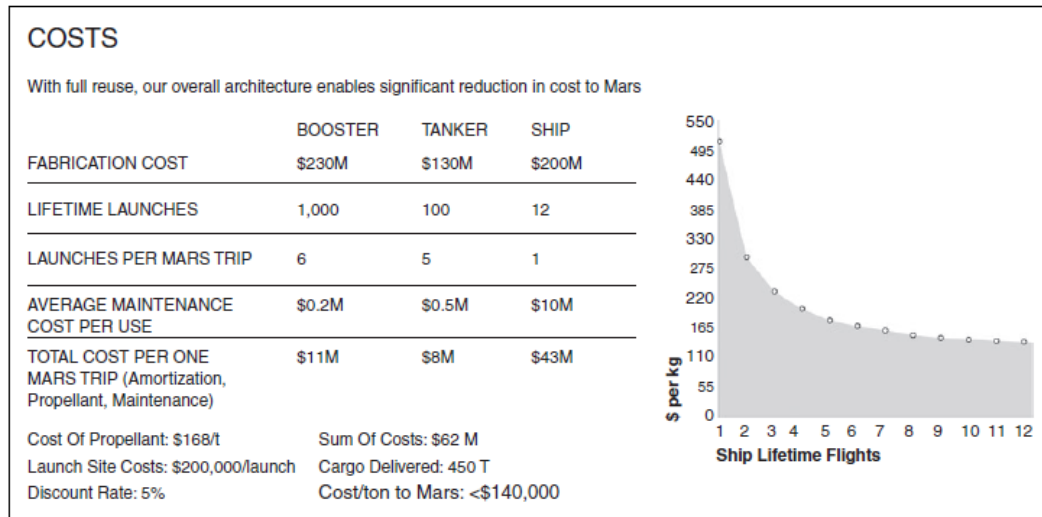 COSTS
With full reuse, our overall architecture enables significant reduction in cost to Mars
BOOSTER TANKER SHIP
FABRICATION COST $230M $130M $200M
LIFETIME LAUNCHES 1,000 100 12
LAUNCHES PER MARS TRIP 6 5 1
AVERAGE MAINTENANCE $0.2M $0.5M $10M
COST PER USE
TOTAL COST PER ONE $11M $8M $43M
MARS TRIP (Amortization,
Propellant, Maintenance)
Cost Of Propellant: $168/t Sum Of Costs: $62 M
Launch Site Costs: $200,000/launch Cargo Delivered: 450 T
Discount Rate: 5% Cost/ton to Mars: <$140,000
$ per kg
550
495
440
385
330
275
220
165
110
55
0
1 2 3 4 5 6 7 8 9 10 11 12
Ship Lifetime Flights